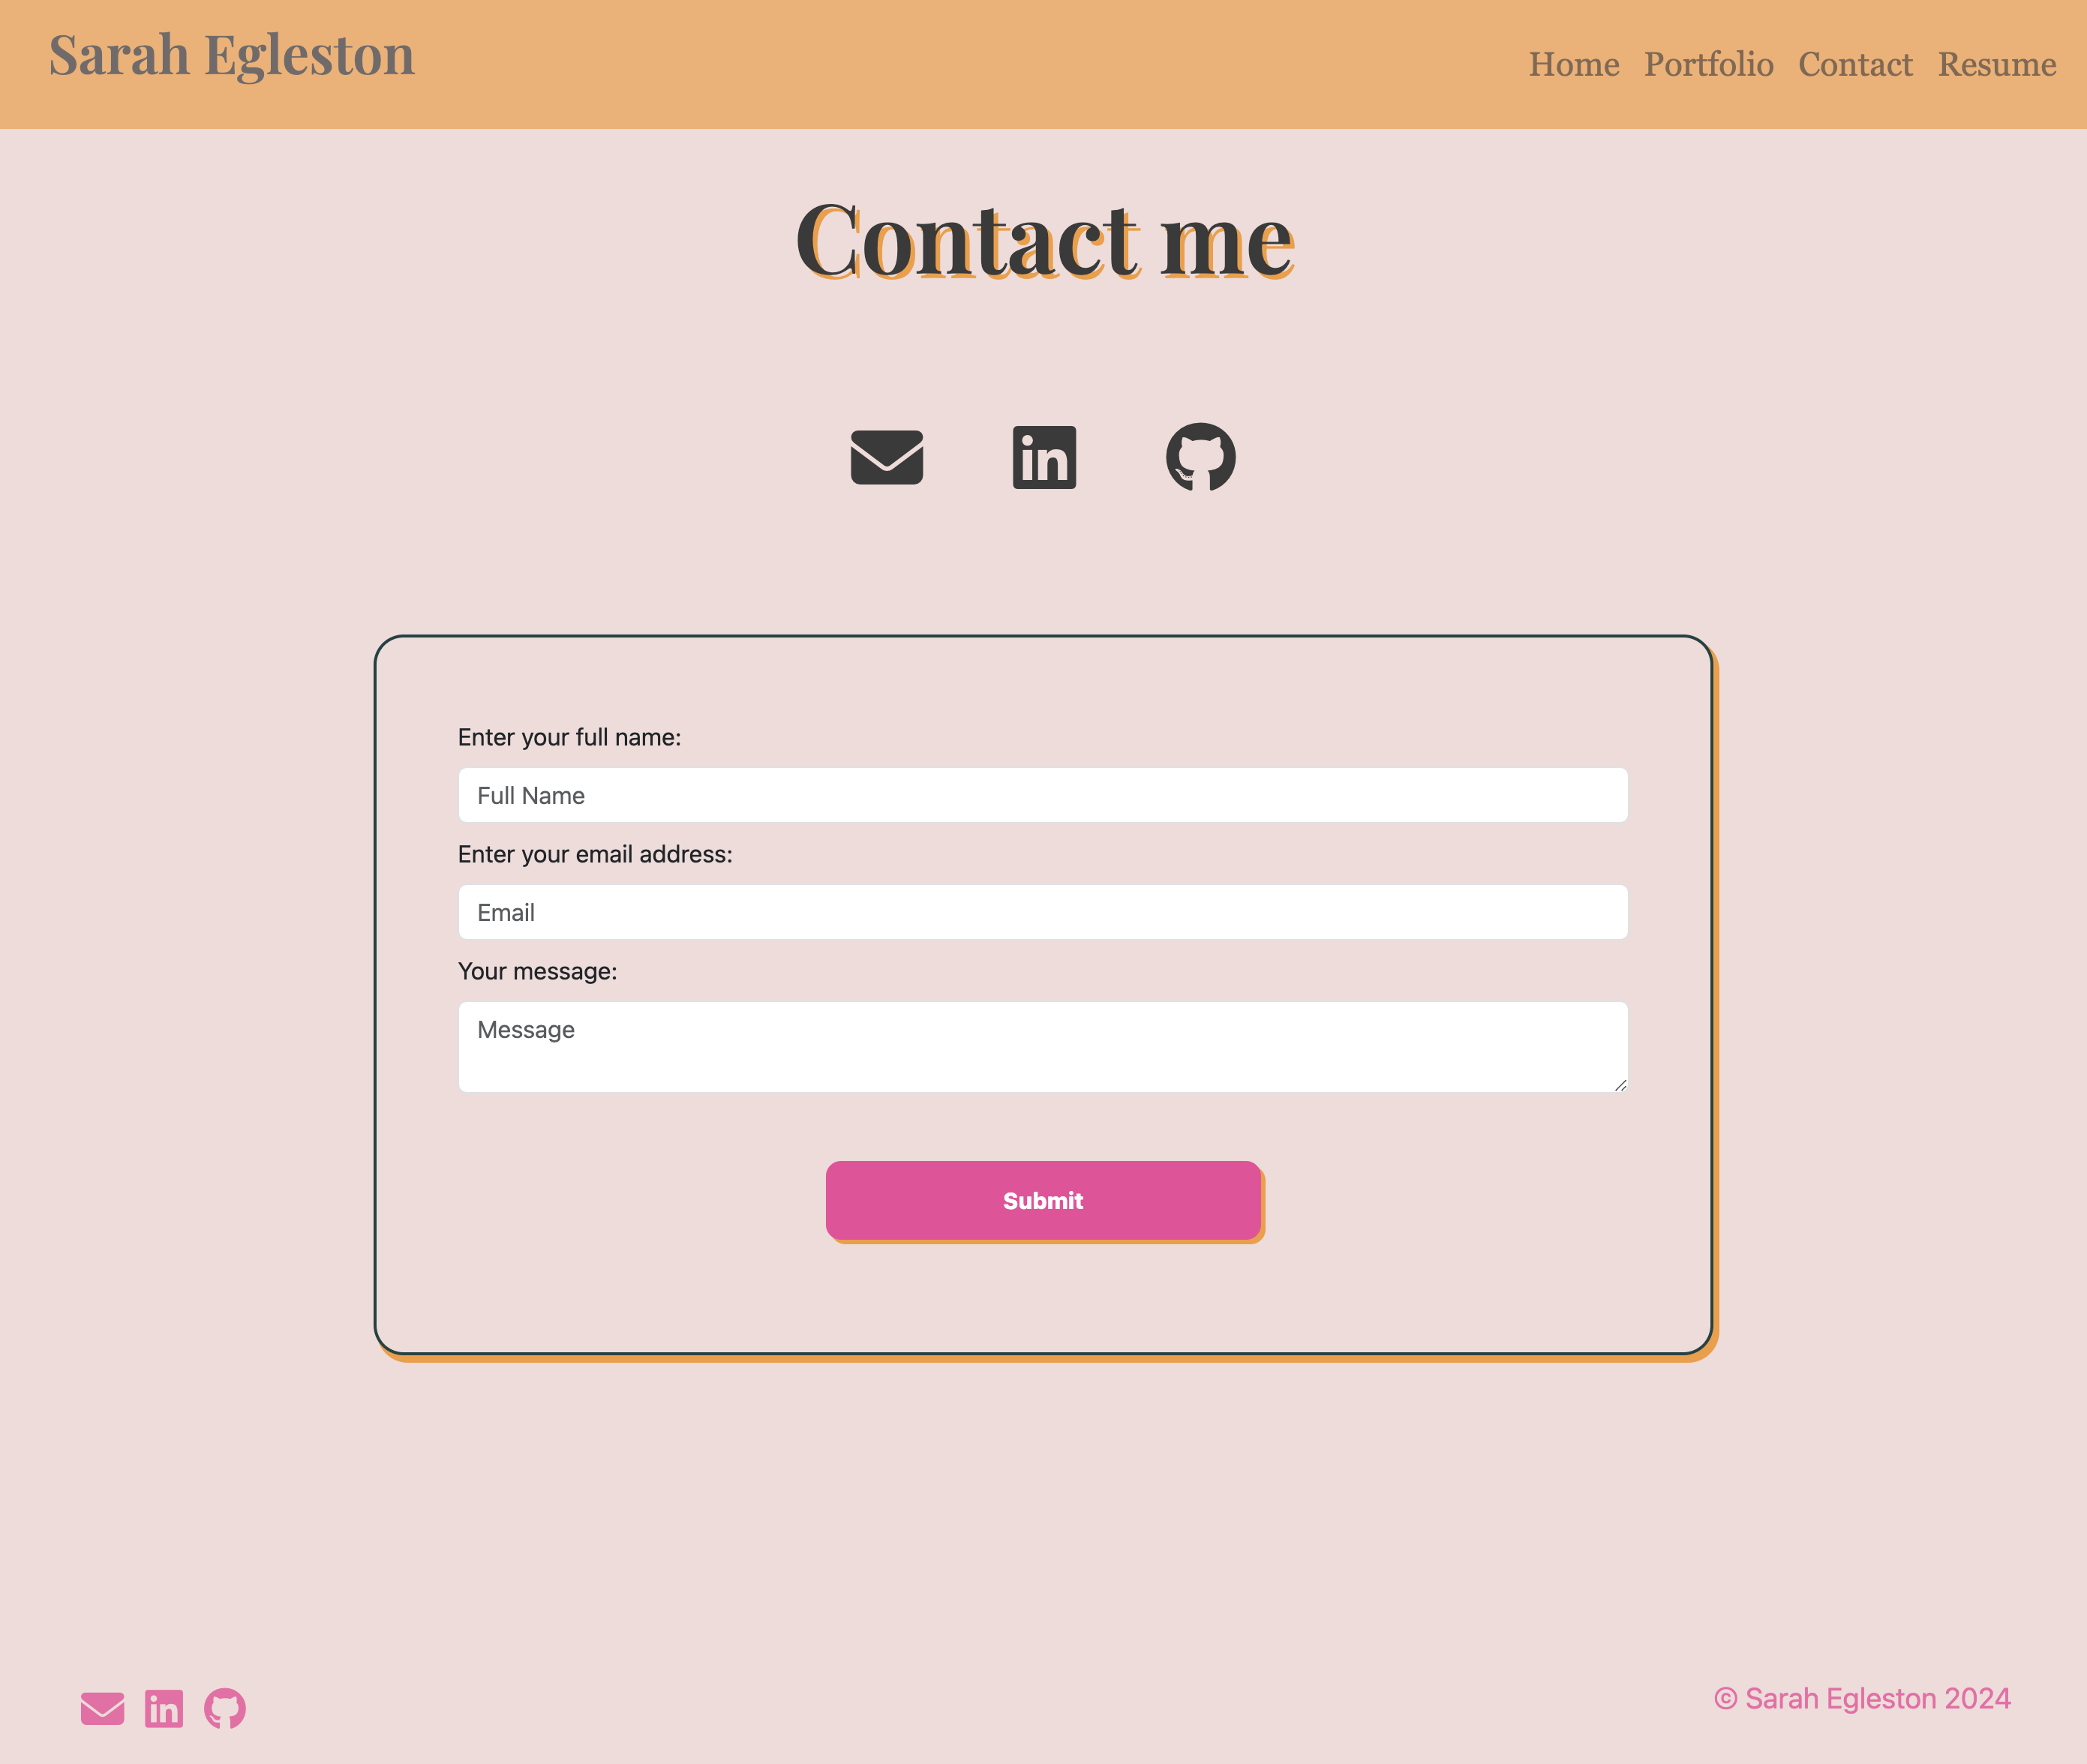 Sarah Egleston
Home Portfolio Contact Resume
Contact me
Enter your full name:
Full Name
Enter your email address:
Email
Your message:
Message
Submit
© Sarah Egleston 2024